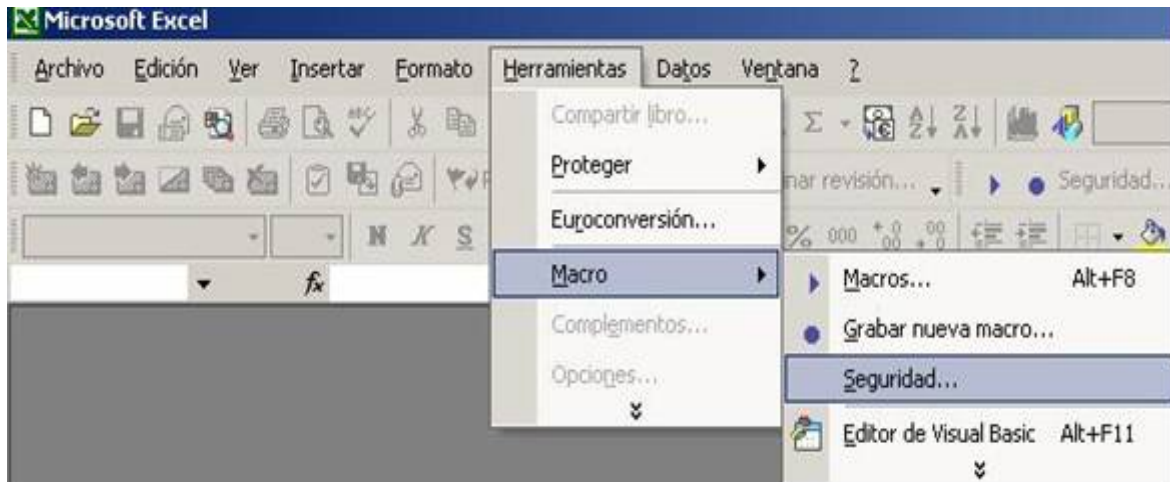 Microsoft Excel
Archivo Edición Ver Insertar Formato Herramientas Datos Ventana ?
Compartir libro...
Proteger
nar revisión... Seguridad...
Euroconversión...
N K S
% 000
Macro
Macros... Alt+F8
Complementos...
Grabar nueva macro...
Opciones...
Seguridad...
Editor de Visual Basic Alt+F11